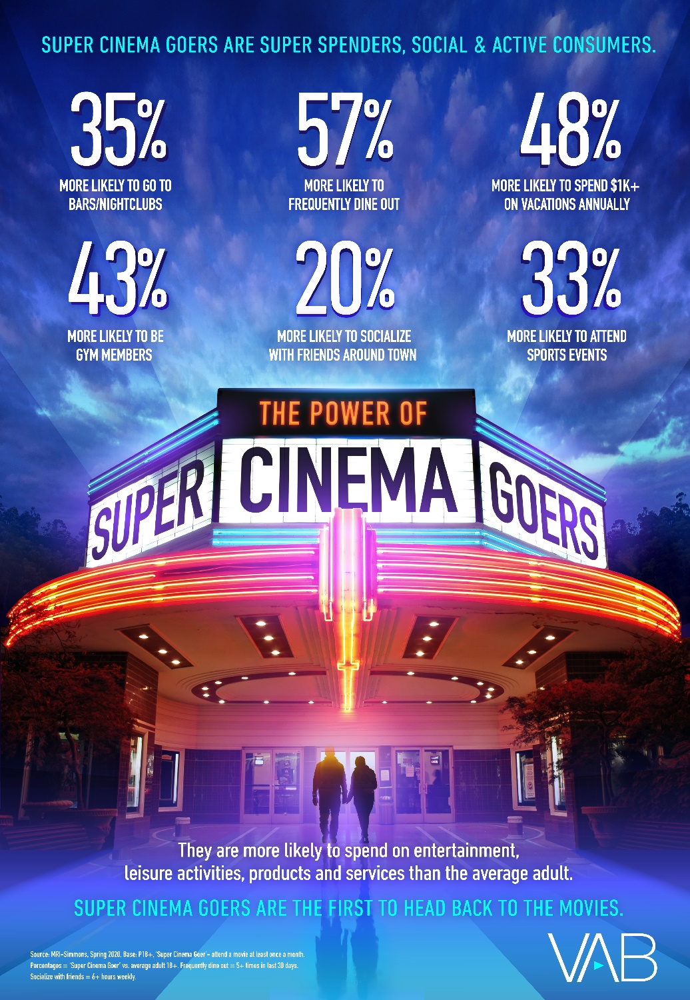 SUPER CINEMA GOERS ARE SUPER SPENDERS, SOCIAL & ACTIVE CONSUMERS.
35%
MORE LIKELY TO GO TO
BARS/NIGHTCLUBS
57%
MORE LIKELY TO
FREQUENTLY DINE OUT
48%
MORE LIKELY TO SPEND $1K+
ON VACATIONS ANNUALLY
43%
MORE LIKELY TO BE
GYM MEMBERS
20%
MORE LIKELY TO SOCIALIZE
WITH FRIENDS AROUND TOWN
33%
MORE LIKELY TO ATTEND
SPORTS EVENTS
THE POWER OF
SUPER CINEMA GOERS
They are more likely to spend on entertainment,
leisure activities, products and services than the average adult.
SUPER CINEMA GOERS ARE THE FIRST TO HEAD BACK TO THE MOVIES.
Source: MRI-Simmons, Spring 2020, Base: P18+. 'Super Cinema Goer'- attend a movie at least once a month.
Percentages = 'Super Cinema Goer' vs. average adult 18+. Frequently dine out = 5+ times in last 30 days.
Socialize with friends = 6+ hours weekly.
VAB